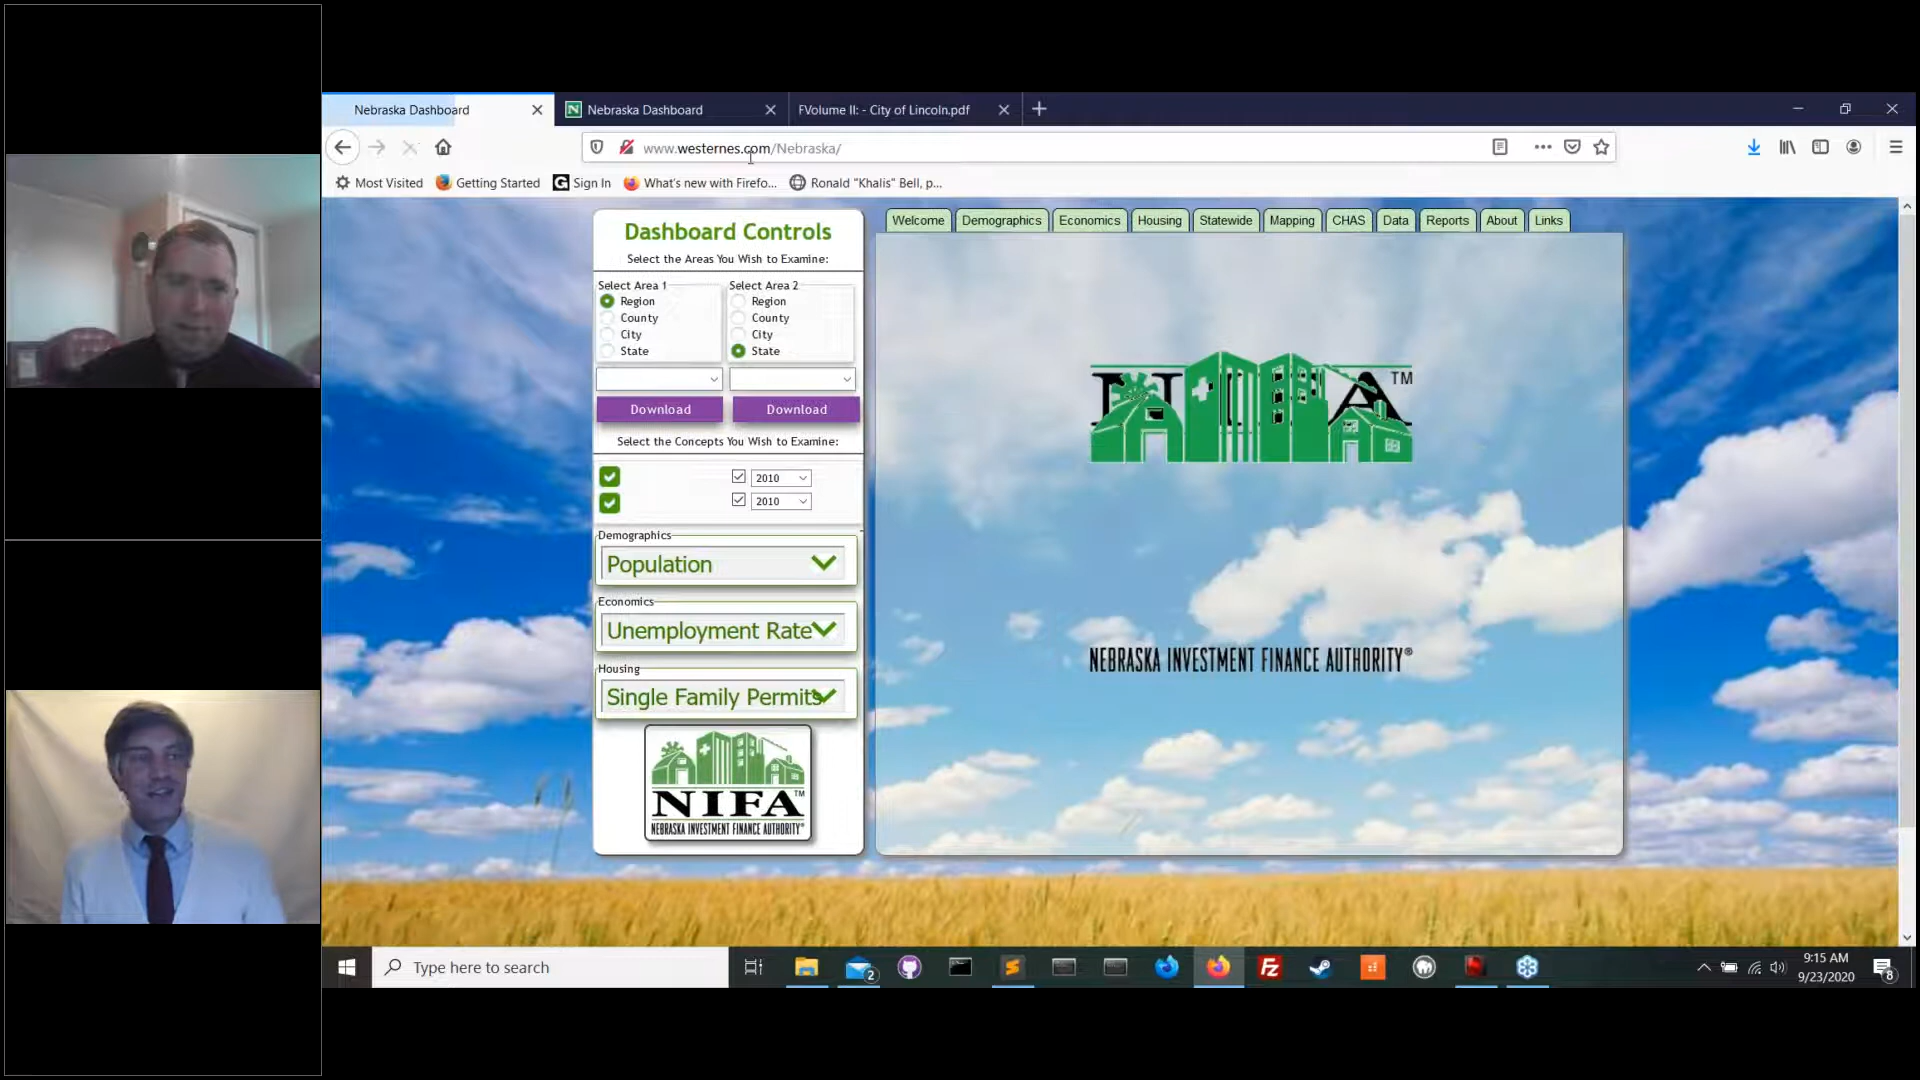 Nebraska Dashboard
Nebraska Dashboard
FVolume II: - City of Lincoln.pdf
www.westernes.com/Nebraska/
Most Visited
Getting Started
Sign In
What's new with Firefo...
Ronald "Khalis" Bell, p...
Welcome
Demographics
Economics
Housing
Statewide
Mapping
CHAS
Data
Reports
About
Links
Dashboard Controls
Select the Areas You Wish to Examine:
Select Area 1
Region
County
City
State
Select Area 2
Region
County
City
State
Download
Download
Select the Concepts You Wish to Examine:
2010
2010
Demographics
Population
Economics
Unemployment Rate
Housing
Single Family Permits
NIFA™
NEBRASKA INVESTMENT FINANCE AUTHORITY®
NIFA TM
NEBRASKA INVESTMENT FINANCE AUTHORITY®
Type here to search
2
9:15 AM
9/23/2020
8